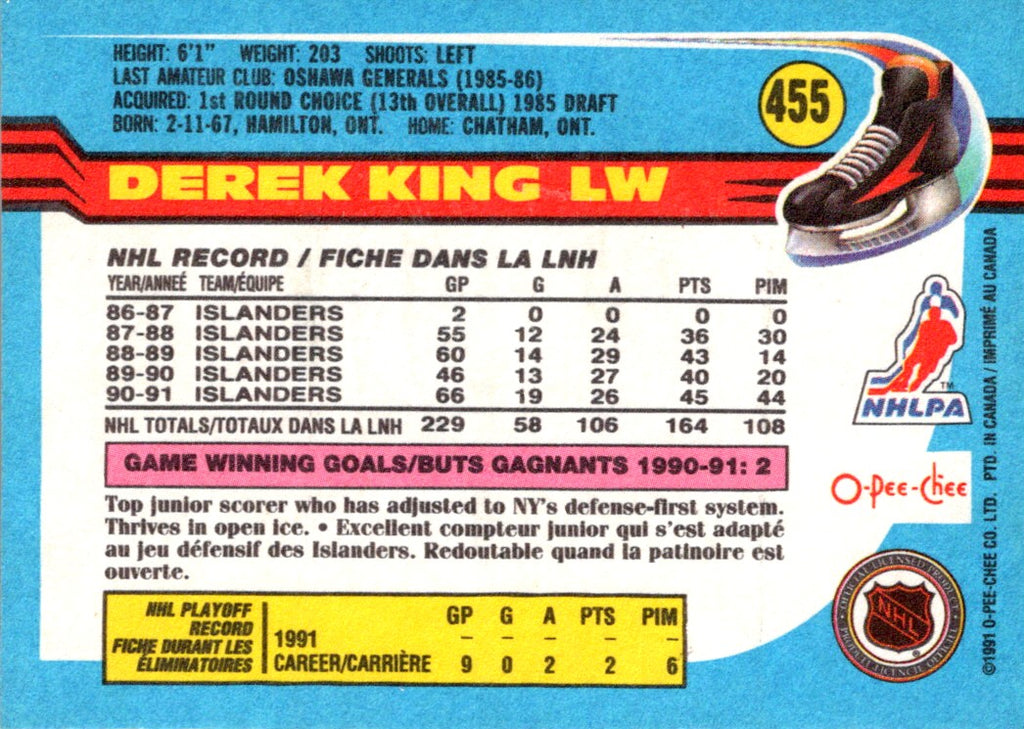 HEIGHT: 6'1" WEIGHT: 203 SHOOTS: LEFT
LAST AMATEUR CLUB: OSHAWA GENERALS (1985-86)
ACQUIRED: 1st ROUND CHOICE (13th OVERALL) 1985 DRAFT
BORN: 2-11-67, HAMILTON, ONT. HOME: CHATHAM, ONT.
455
DEREK KING LW
NHL RECORD / FICHE DANS LA LNH
YEAR/ANNEÉ TEAM/ÉQUIPE GP G A PTS PIM
86-87 ISLANDERS 2 0 0 0 0
87-88 ISLANDERS 55 12 24 36 30
88-89 ISLANDERS 60 14 29 43 14
89-90 ISLANDERS 46 13 27 40 20
90-91 ISLANDERS 66 19 26 45 44
NHL TOTALS/TOTAUX DANS LA LNH 229 58 106 164 108
GAME WINNING GOALS/BUTS GAGNANTS 1990-91: 2
Top junior scorer who has adjusted to NY's defense-first system.
Thrives in open ice. • Excellent compteur junior qui s'est adapté
au jeu défensif des Islanders. Redoutable quand la patinoire est
ouverte.
NHL PLAYOFF
RECORD
FICHE DURANT LES
ÉLIMINATOIRES
GP G A PTS PIM
1991 – – – – –
CAREER/CARRIÈRE 9 0 2 2 6
TM
NHLPA
O-Pee-Chee
OFFICIAL LICENSED PRODUCT
NHL
®
PRODUIT LICENCIÉ OFFICIEL
©1991 O-PEE-CHEE CO. LTD. PTD. IN CANADA / IMPRIMÉ AU CANADA